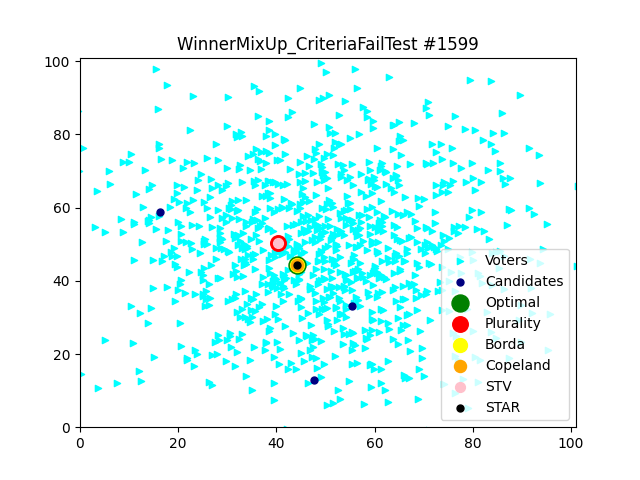 WinnerMixUp_CriteriaFailTest #1599
100
80
60
40
20
0
0
20
40
60
80
100
Voters
Candidates
Optimal
Plurality
Borda
Copeland
STV
STAR